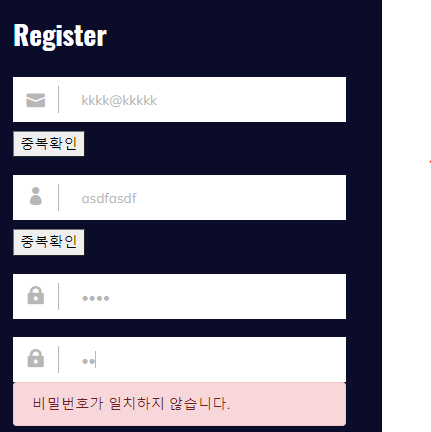 Register
kkkk@kkkkk
중복확인
asdfasdf
중복확인
비밀번호가 일치하지 않습니다.